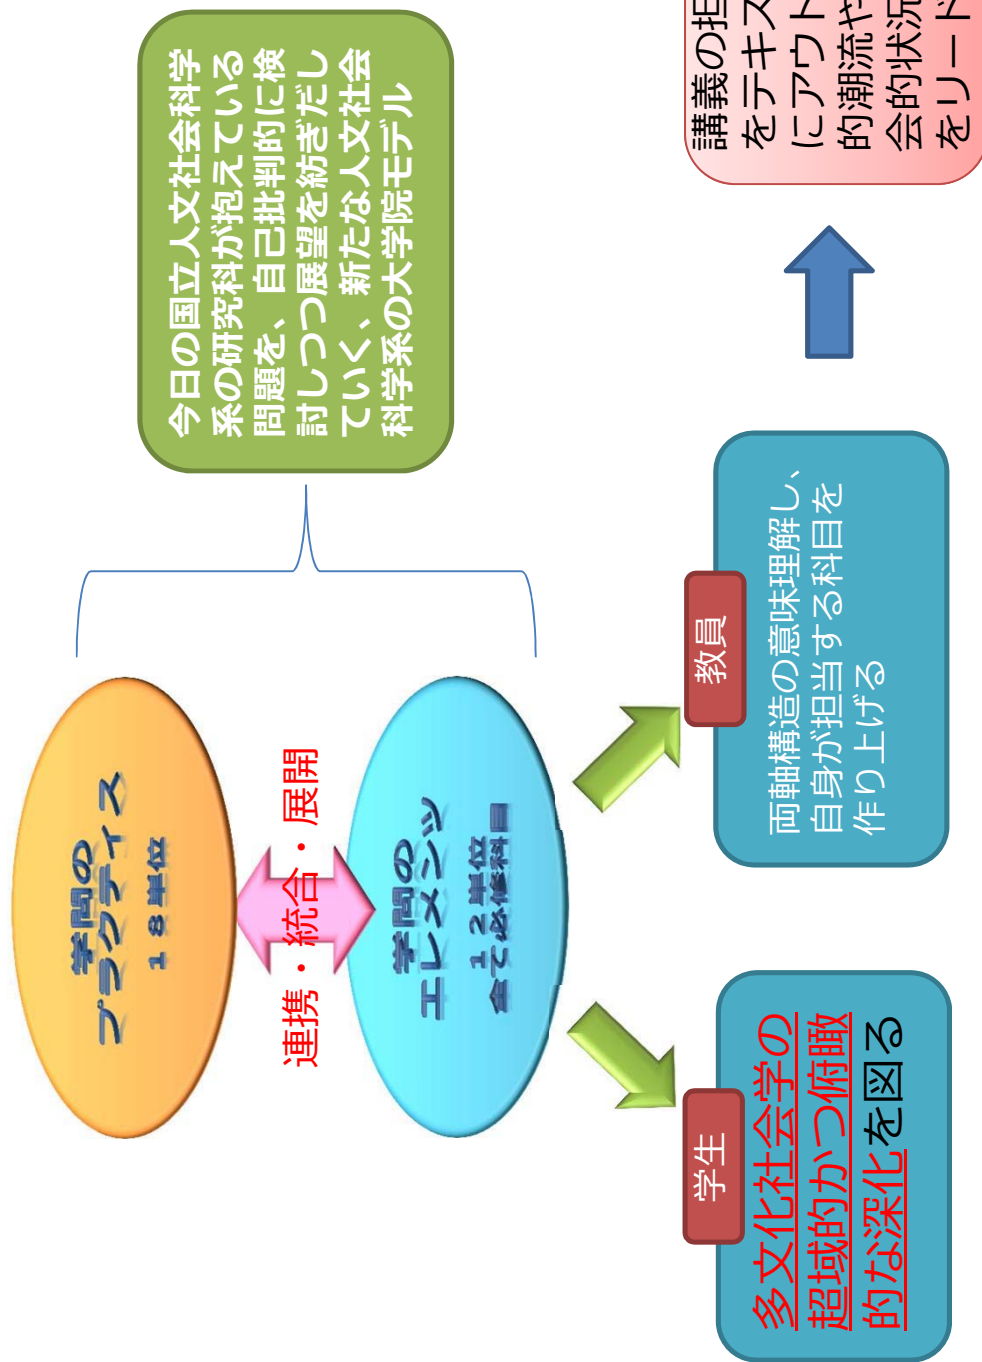 学問の
プラクティス
１８単位
連携・統合・展開
学問の
エレメンツ
１２単位
全て必修科目
今日の国立人文社会科学
系の研究科が抱えている
問題を、自己批判的に検
討しつつ展望を紡ぎだし
ていく、新たな人文社会
科学系の大学院モデル
学生
多文化社会学の
超域的かつ俯瞰
的な深化を図る
教員
両軸構造の意味理解し、
自身が担当する科目を
作り上げる
講義の担
をテキス
にアウト
的潮流や
会的状況
をリード